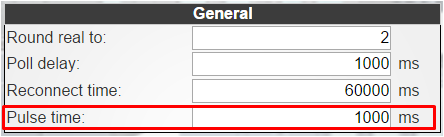 General
Round real to: 2
Poll delay: 1000 ms
Reconnect time: 60000 ms
Pulse time: 1000 ms